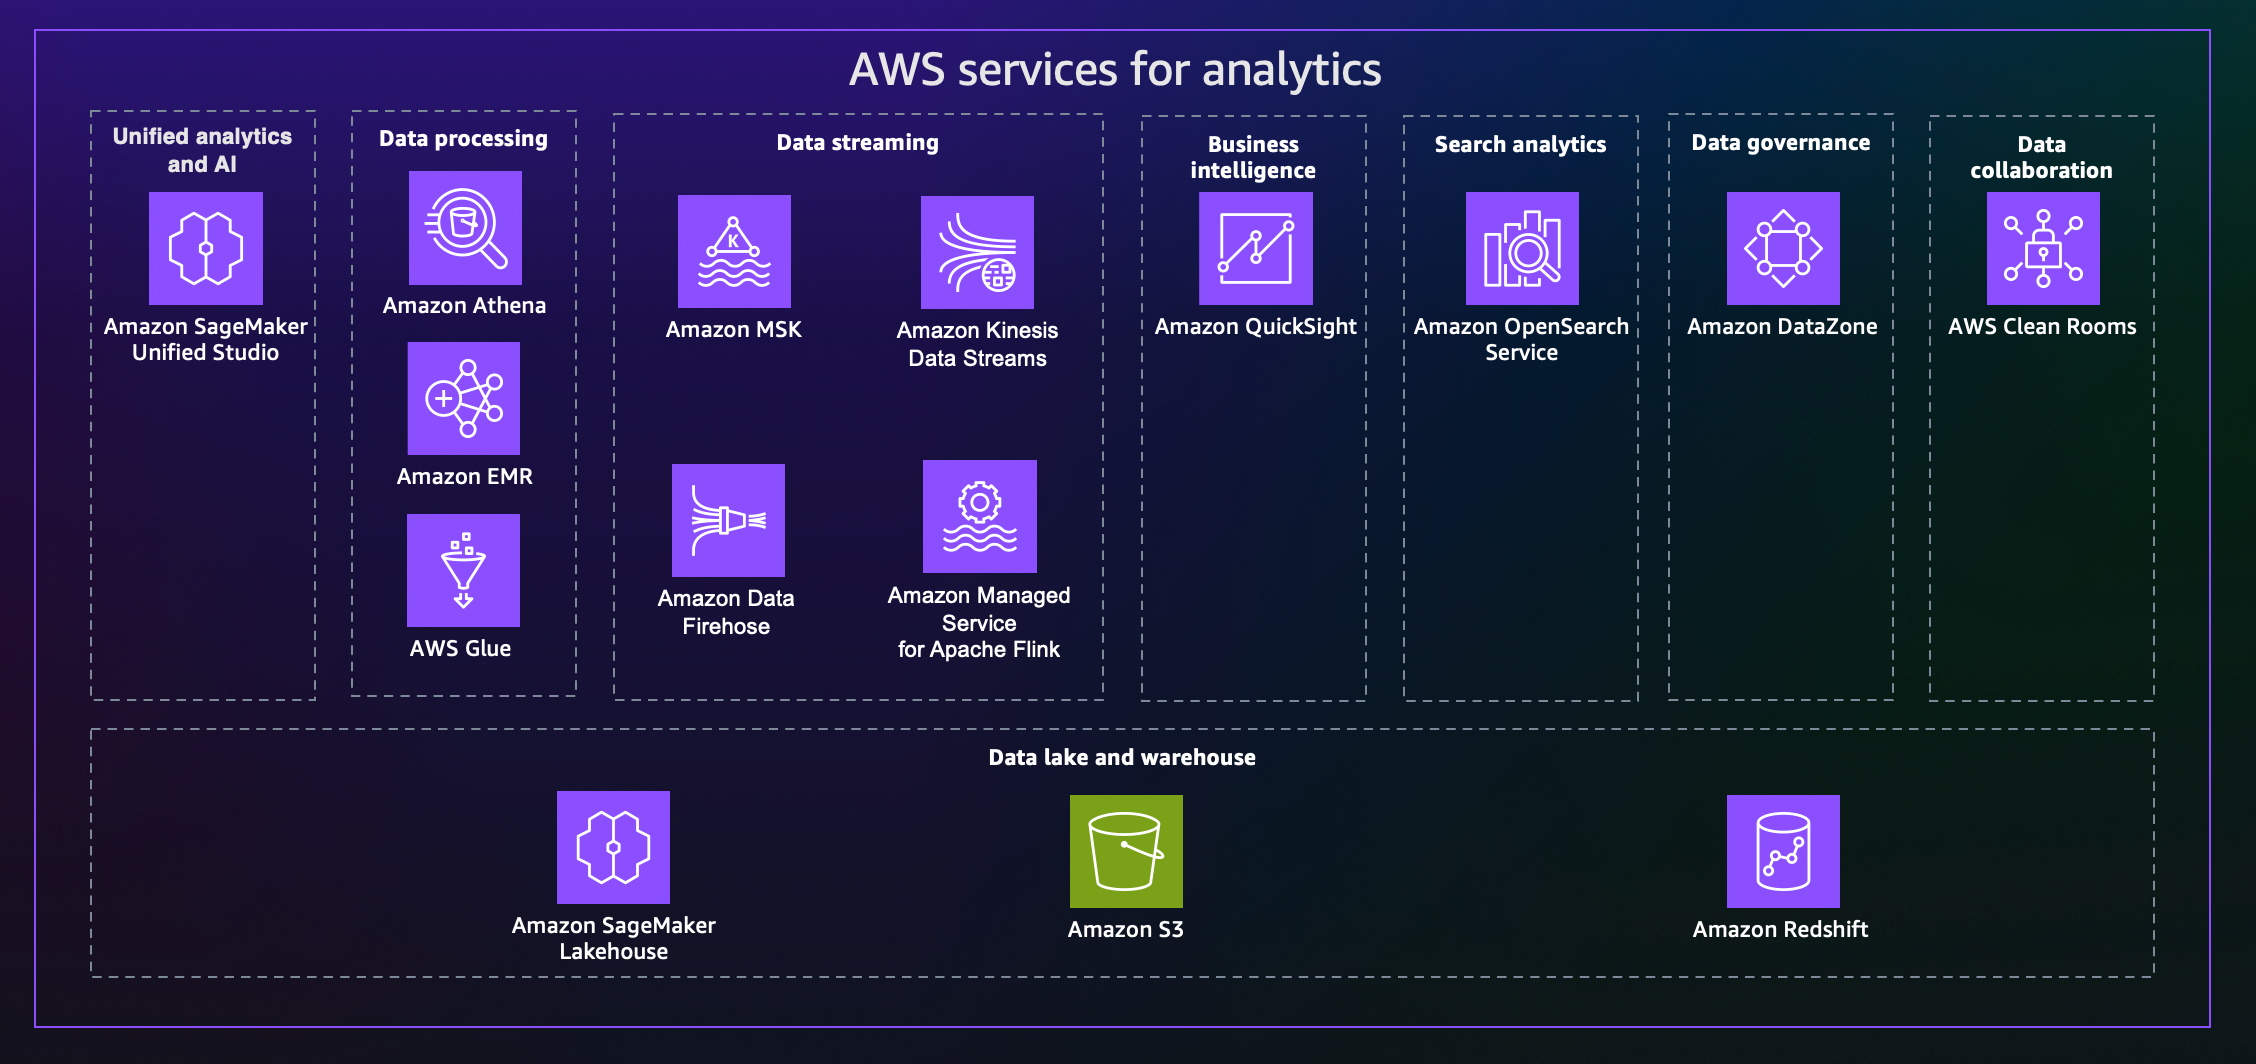 AWS services for analytics
Unified analytics
and AI
Amazon SageMaker
Unified Studio
Data processing
Amazon Athena
Amazon EMR
AWS Glue
Data streaming
K
Amazon MSK
Amazon Kinesis
Data Streams
Amazon Data
Firehose
Amazon Managed
Service
for Apache Flink
Business
intelligence
Amazon QuickSight
Search analytics
Amazon OpenSearch
Service
Data governance
Amazon DataZone
Data
collaboration
AWS Clean Rooms
Data lake and warehouse
Amazon SageMaker
Lakehouse
Amazon S3
Amazon Redshift